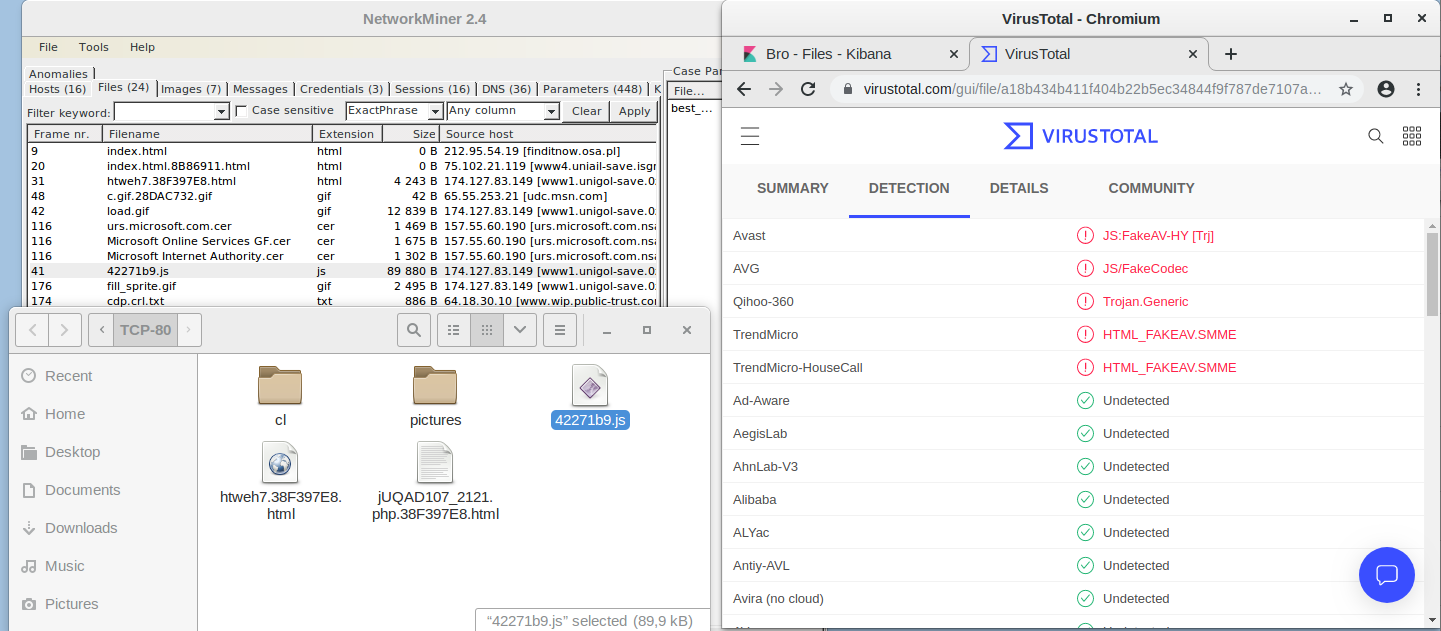 NetworkMiner 2.4
File Tools Help
Anomalies
Hosts (16) Files (24) Images (7) Messages Credentials (3) Sessions (16) DNS (36) Parameters (448) K
Filter keyword: Case sensitive ExactPhrase Any column Clear Apply
Frame nr. Filename Extension Size Source host
9 index.html html 0 B 212.95.54.19 [finditnow.osa.pl]
20 index.html.8B86911.html html 0 B 75.102.21.119 [www4.uniail-save.isgr
31 htweh7.38F397E8.html html 4 243 B 174.127.83.149 [www1.unigol-save.0
48 c.gif.28DAC732.gif gif 42 B 65.55.253.21 [udc.msn.com]
42 load.gif gif 12 839 B 174.127.83.149 [www1.unigol-save.0
116 urs.microsoft.com.cer cer 1 469 B 157.55.60.190 [urs.microsoft.com.nsa
116 Microsoft Online Services GF.cer cer 1 675 B 157.55.60.190 [urs.microsoft.com.nsa
116 Microsoft Internet Authority.cer cer 1 302 B 157.55.60.190 [urs.microsoft.com.nsa
41 42271b9.js js 89 880 B 174.127.83.149 [www1.unigol-save.0
176 fill_sprite.gif gif 2 495 B 174.127.83.149 [www1.unigol-save.0
174 cdp.crl.txt txt 886 B 64.18.30.10 [www.wip.public-trust.co
Case Par
File...
best_...
TCP-80
Recent
Home
Desktop
Documents
Downloads
Music
Pictures
cl
pictures
42271b9.js
htweh7.38F397E8.
html
jUQAD107_2121.
php.38F397E8.html
“42271b9.js” selected (89,9 kB)
VirusTotal - Chromium
Bro - Files - Kibana
VirusTotal
virustotal.com/gui/file/a18b434b411f404b22b5ec34844f9f787de7107a...
VIRUSTOTAL
SUMMARY DETECTION DETAILS COMMUNITY
Avast JS:FakeAV-HY [Trj]
AVG JS/FakeCodec
Qihoo-360 Trojan.Generic
TrendMicro HTML_FAKEAV.SMME
TrendMicro-HouseCall HTML_FAKEAV.SMME
Ad-Aware Undetected
AegisLab Undetected
AhnLab-V3 Undetected
Alibaba Undetected
ALYac Undetected
Antiy-AVL Undetected
Avira (no cloud) Undetected